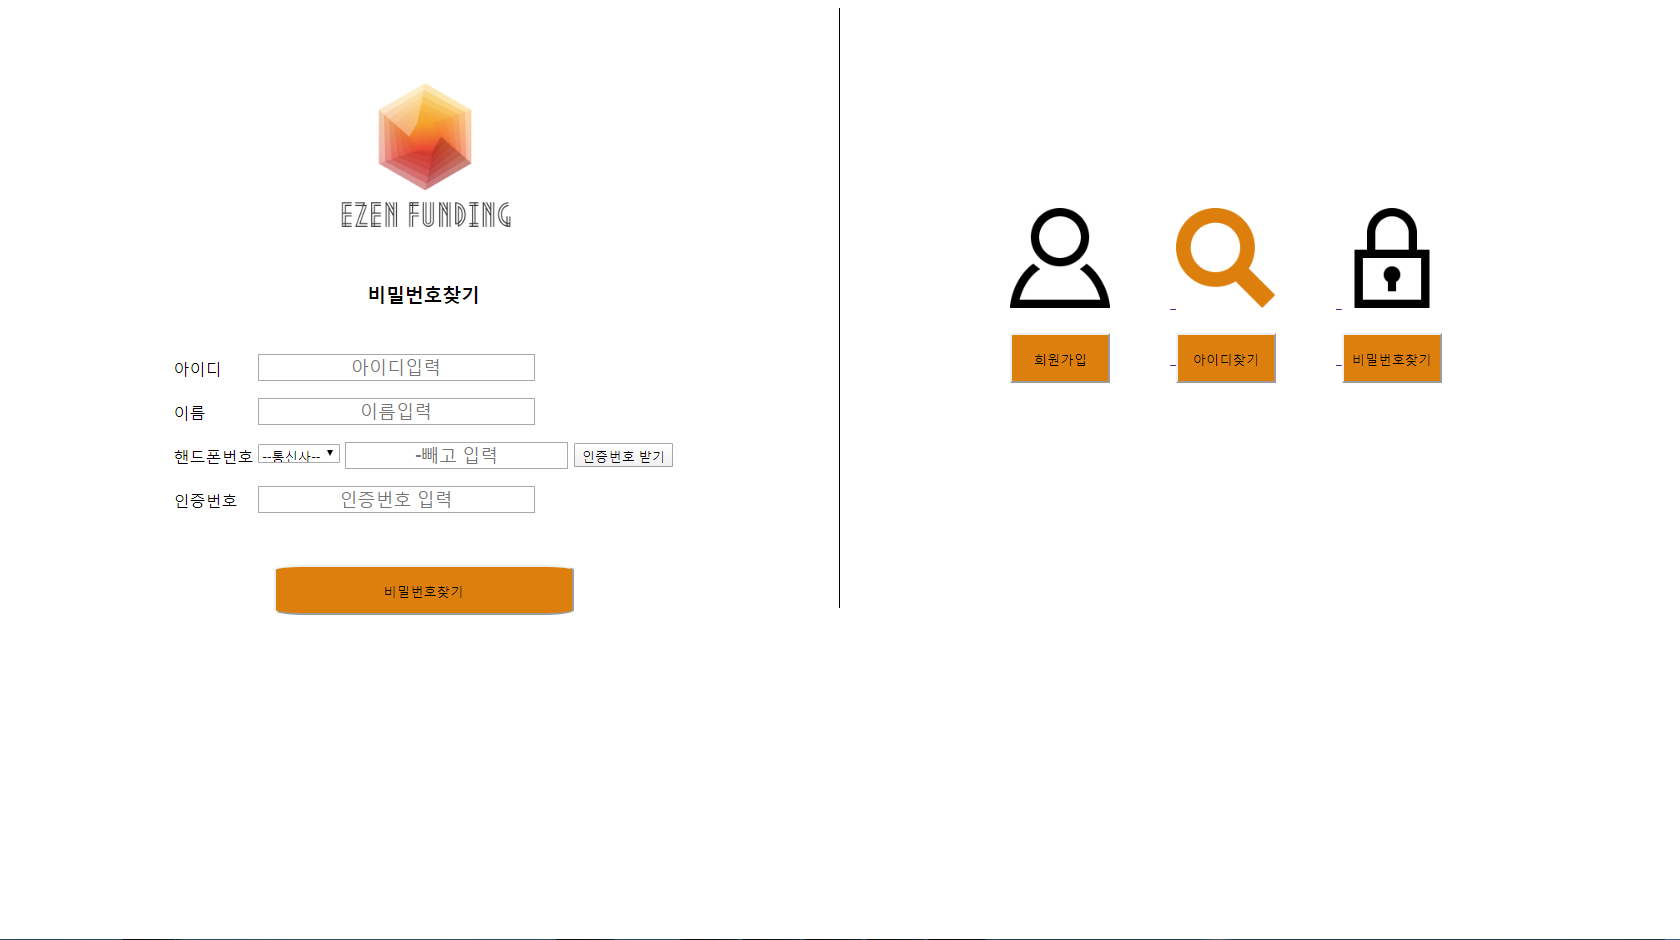 EZEN FUNDING
비밀번호찾기
아이디 아이디입력
이름 이름입력
핸드폰번호 --통신사-- -빼고 입력 인증번호 받기
인증번호 인증번호 입력
비밀번호찾기
회원가입 아이디찾기 비밀번호찾기